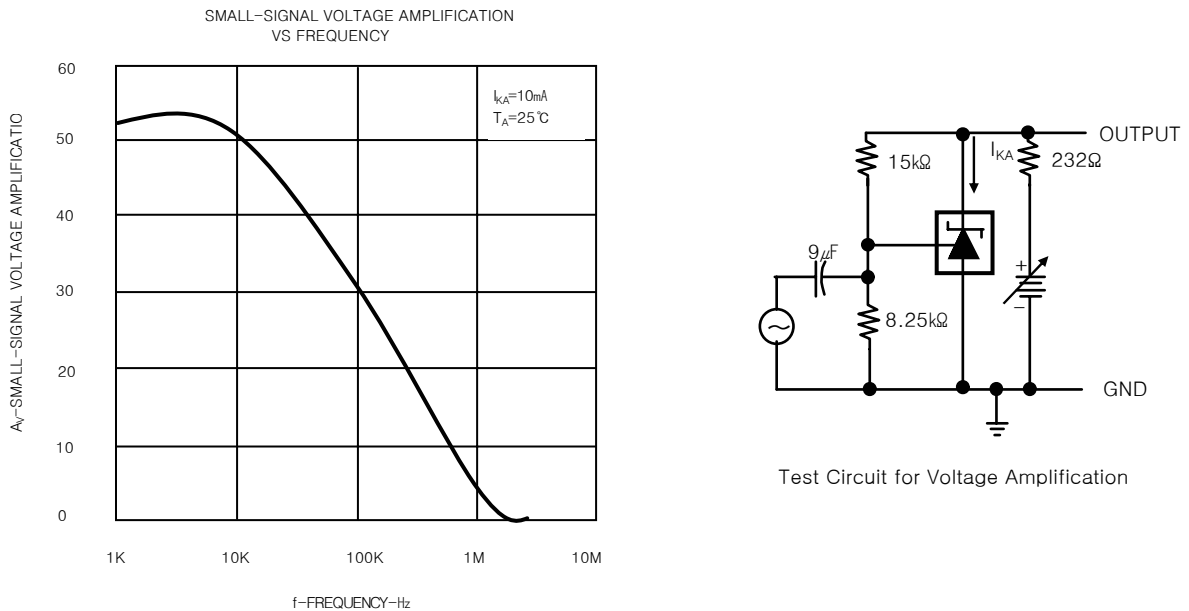 SMALL-SIGNAL VOLTAGE AMPLIFICATION
VS FREQUENCY
A_V-SMALL-SIGNAL VOLTAGE AMPLIFICATIO
60
50
40
30
20
10
0
I_KA=10mA
T_A=25℃
1K
10K
100K
1M
10M
f-FREQUENCY-Hz
OUTPUT
15kΩ
I_KA
232Ω
9μF
+
−
8.25kΩ
GND
Test Circuit for Voltage Amplification